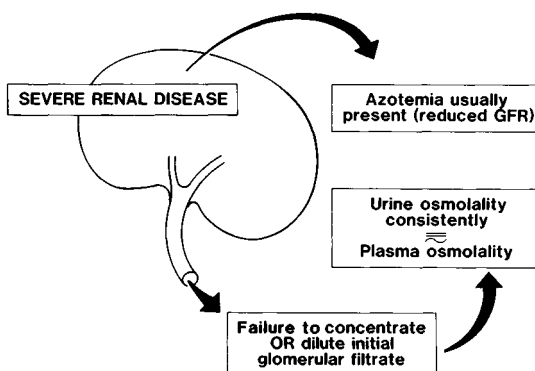 SEVERE RENAL DISEASE
Azotemia usually
present (reduced GFR)
Urine osmolality
consistently
≅
Plasma osmolality
Failure to concentrate
OR dilute initial
glomerular filtrate